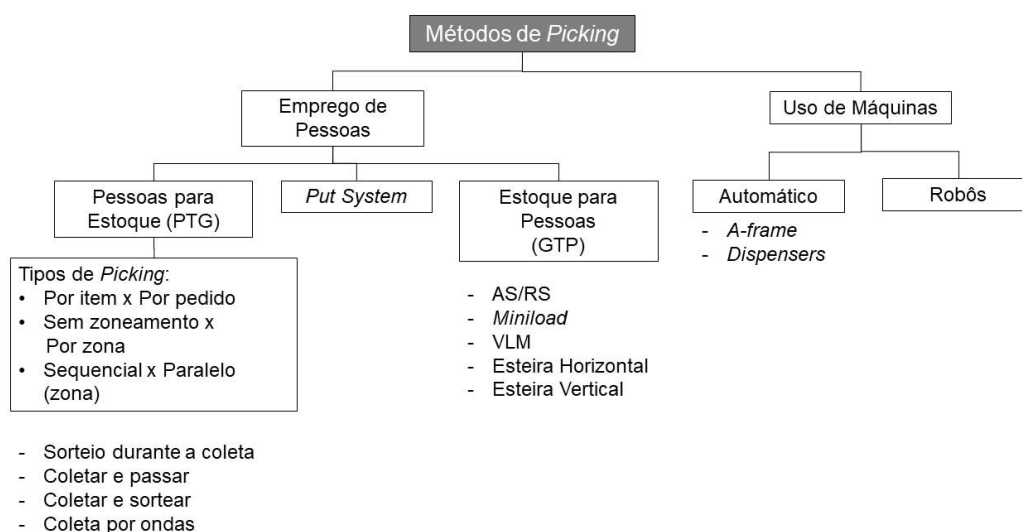 Métodos de Picking
Emprego de
Pessoas
Uso de Máquinas
Pessoas para
Estoque (PTG)
Put System
Estoque para
Pessoas
(GTP)
Automático
Robôs
- A-frame
- Dispensers
Tipos de Picking:
• Por item x Por pedido
• Sem zoneamento x
Por zona
• Sequencial x Paralelo
(zona)
- AS/RS
- Miniload
- VLM
- Esteira Horizontal
- Esteira Vertical
- Sorteio durante a coleta
- Coletar e passar
- Coletar e sortear
- Coleta por ondas